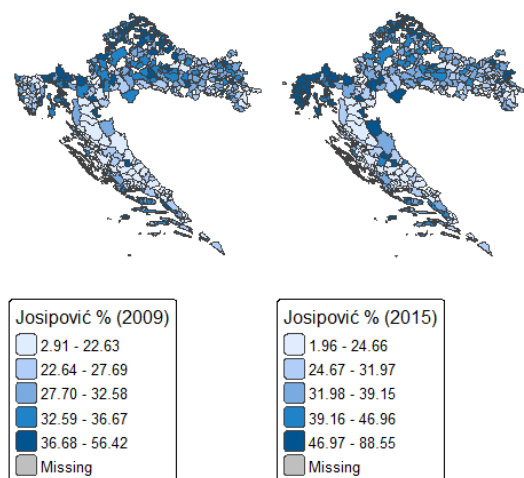 Josipović % (2009)
2.91 - 22.63
22.64 - 27.69
27.70 - 32.58
32.59 - 36.67
36.68 - 56.42
Missing
Josipović % (2015)
1.96 - 24.66
24.67 - 31.97
31.98 - 39.15
39.16 - 46.96
46.97 - 88.55
Missing